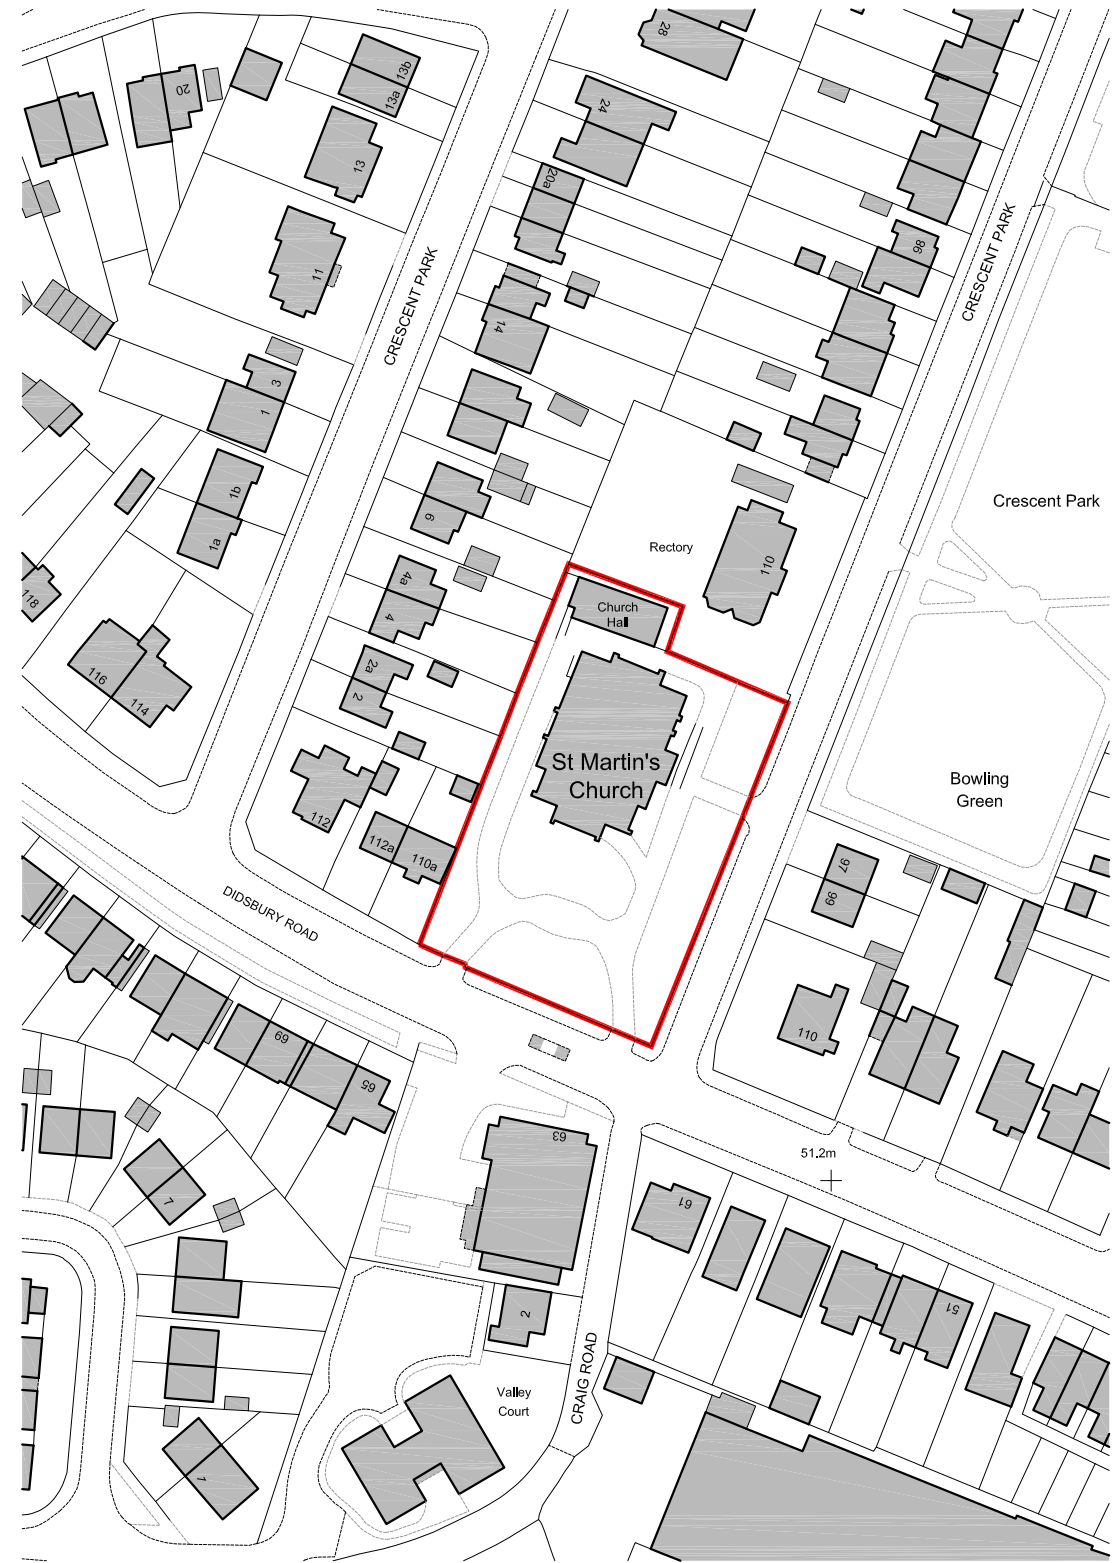 28
13b
13a
20
24
13
20a
CRESCENT PARK
98
11
CRESCENT PARK
14
3
1
1b
Crescent Park
6
1a
Rectory
110
4a
118
Church
Hall
4
2a
116
2
114
St Martin's
Church
Bowling
Green
112
112a
110a
97
99
DIDSBURY ROAD
110
69
65
63
51.2m
7
61
2
51
CRAIG ROAD
Valley
Court
1